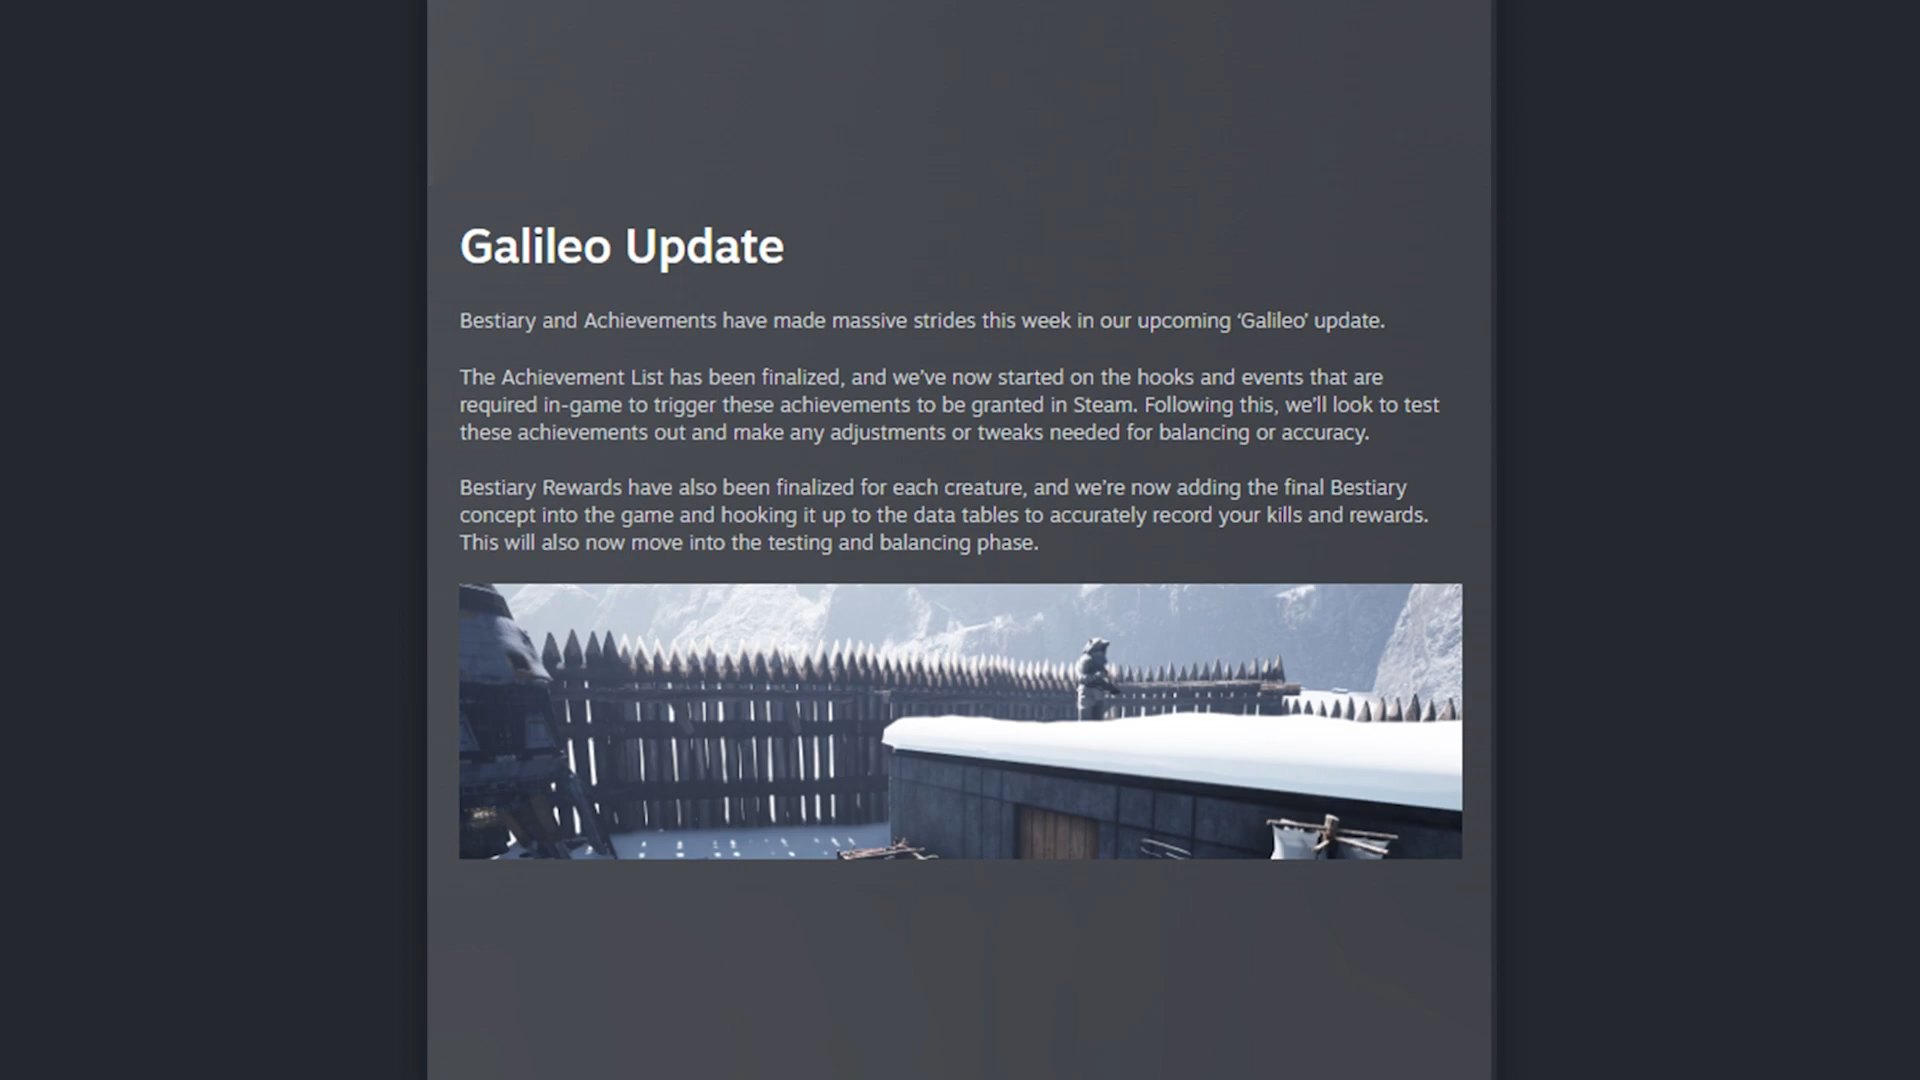 Galileo Update
Bestiary and Achievements have made massive strides this week in our upcoming ‘Galileo’ update.
The Achievement List has been finalized, and we’ve now started on the hooks and events that are
required in-game to trigger these achievements to be granted in Steam. Following this, we’ll look to test
these achievements out and make any adjustments or tweaks needed for balancing or accuracy.
Bestiary Rewards have also been finalized for each creature, and we’re now adding the final Bestiary
concept into the game and hooking it up to the data tables to accurately record your kills and rewards.
This will also now move into the testing and balancing phase.